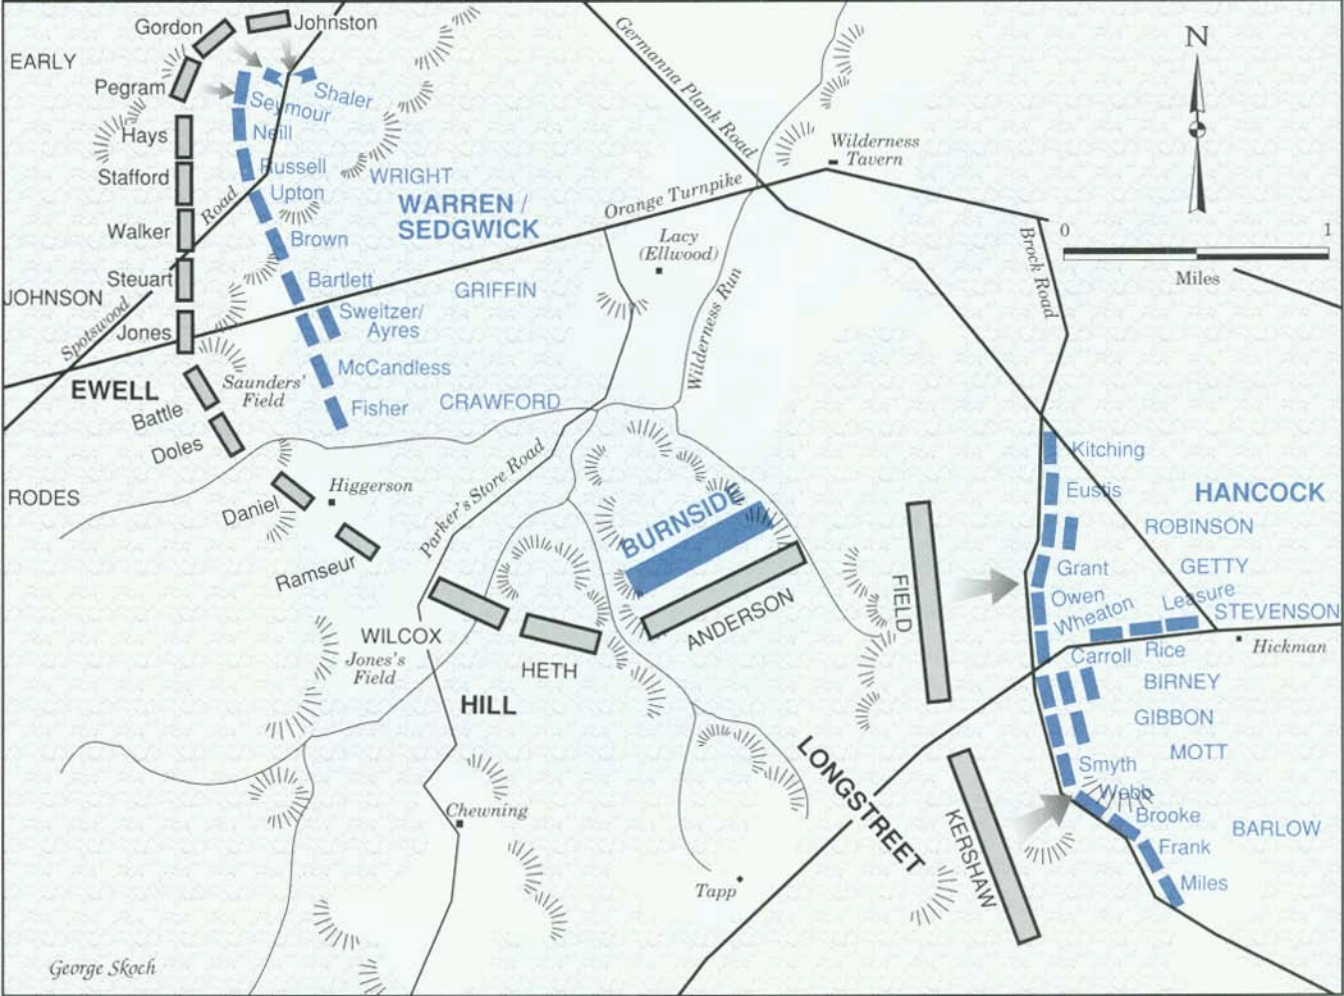 Gordon
Johnston
EARLY
Pegram
Seymour
Shaler
Hays
Neill
Stafford
Russell
Upton
WRIGHT
Walker
Road
Brown
WARREN /
SEDGWICK
Steuart
JOHNSON
Bartlett
GRIFFIN
Spotswood
Jones
Sweltzer/
Ayres
EWELL
Saunders'
Field
McCandless
Battle
Fisher
CRAWFORD
Doles
RODES
Daniel
Higgerson
Ramseur
Germanna Plank Road
Wilderness
Tavern
Orange Turnpike
Lacy
(Ellwood)
Wilderness Run
Brock Road
N
0
1
Miles
Parker's Store Road
BURNSIDE
ANDERSON
WILCOX
Jones's
Field
HETH
HILL
Chewning
Tapp
LONGSTREET
FIELD
KERSHAW
Kitching
Eustis
HANCOCK
ROBINSON
Grant
GETTY
Owen
Wheaton
Leasure
STEVENSON
Hickman
Carroll
Rice
BIRNEY
GIBBON
MOTT
Smyth
Webb
Brooke
BARLOW
Frank
Miles
George Skoch